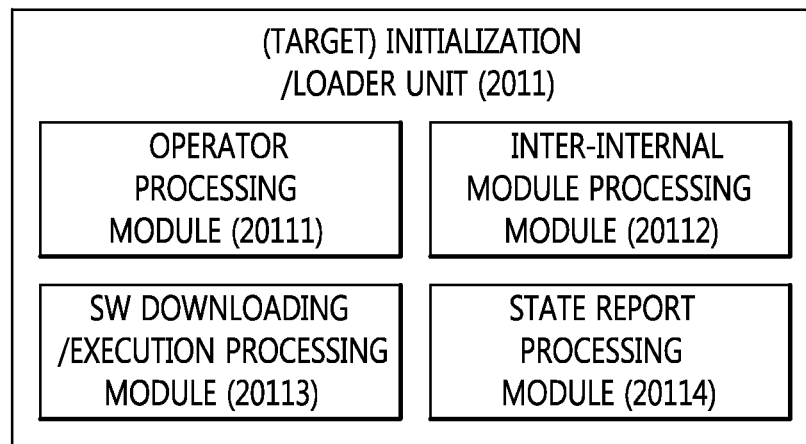 (TARGET) INITIALIZATION
/LOADER UNIT (2011)
OPERATOR
PROCESSING
MODULE (20111)
INTER-INTERNAL
MODULE PROCESSING
MODULE (20112)
SW DOWNLOADING
/EXECUTION PROCESSING
MODULE (20113)
STATE REPORT
PROCESSING
MODULE (20114)